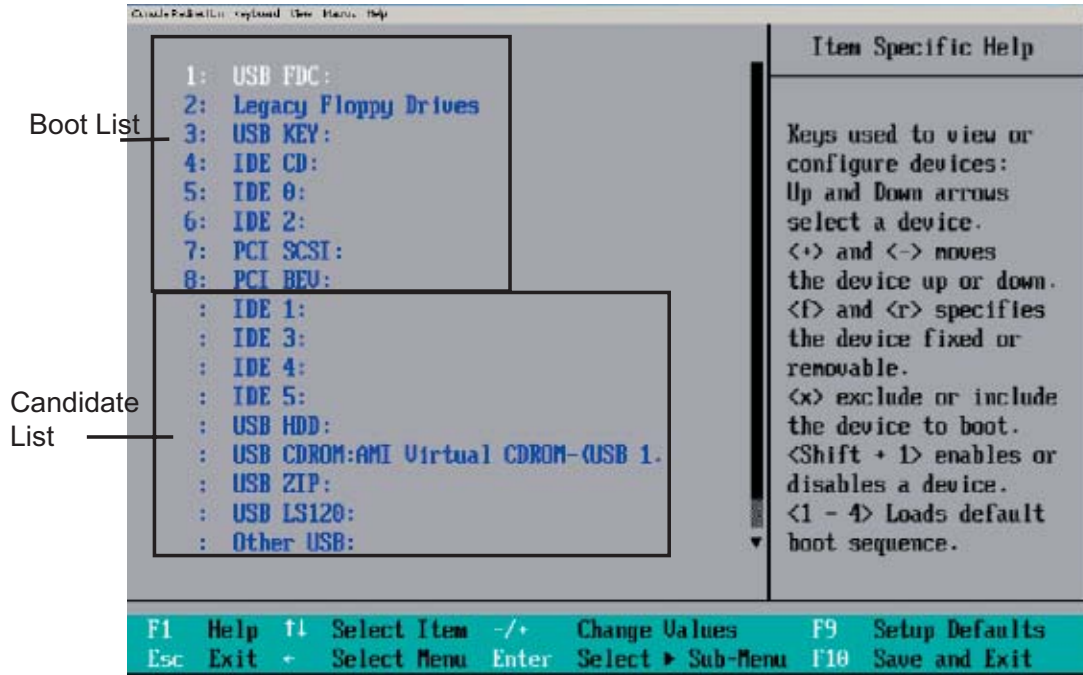 Keyboard View Macros Help
Item Specific Help
Boot List
1: USB FDC:
2: Legacy Floppy Drives
3: USB KEY:
4: IDE CD:
5: IDE 0:
6: IDE 2:
7: PCI SCSI:
8: PCI BEV:
Candidate
List
: IDE 1:
: IDE 3:
: IDE 4:
: IDE 5:
: USB HDD:
: USB CDROM:AMI Virtual CDROM-(USB 1.
: USB ZIP:
: USB LS120:
: Other USB:
Keys used to view or
configure devices:
Up and Down arrows
select a device.
<+> and <-> moves
the device up or down.
<f> and <r> specifies
the device fixed or
removable.
<x> exclude or include
the device to boot.
<Shift + 1> enables or
disables a device.
<1 - 4> Loads default
boot sequence.
F1 Help ↑↓ Select Item -/+ Change Values F9 Setup Defaults
Esc Exit ← Select Menu Enter Select ▶ Sub-Menu F10 Save and Exit